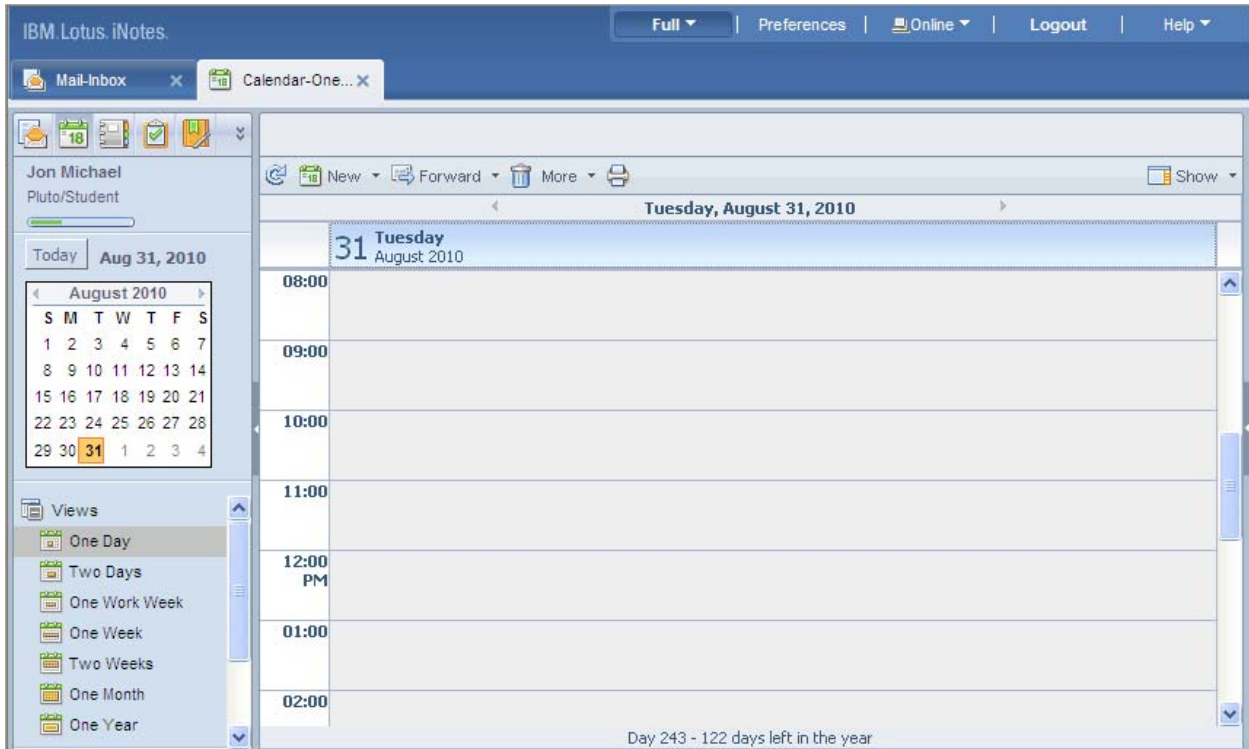 IBM.Lotus.iNotes.
Full | Preferences | Online | Logout | Help
Mail-Inbox
Calendar-One...
18
Jon Michael
Pluto/Student
Today Aug 31, 2010
August 2010
S M T W T F S
1 2 3 4 5 6 7
8 9 10 11 12 13 14
15 16 17 18 19 20 21
22 23 24 25 26 27 28
29 30 31 1 2 3 4
Views
One Day
Two Days
One Work Week
One Week
Two Weeks
One Month
One Year
New Forward More Show
Tuesday, August 31, 2010
31 Tuesday
August 2010
08:00
09:00
10:00
11:00
12:00
PM
01:00
02:00
Day 243 - 122 days left in the year